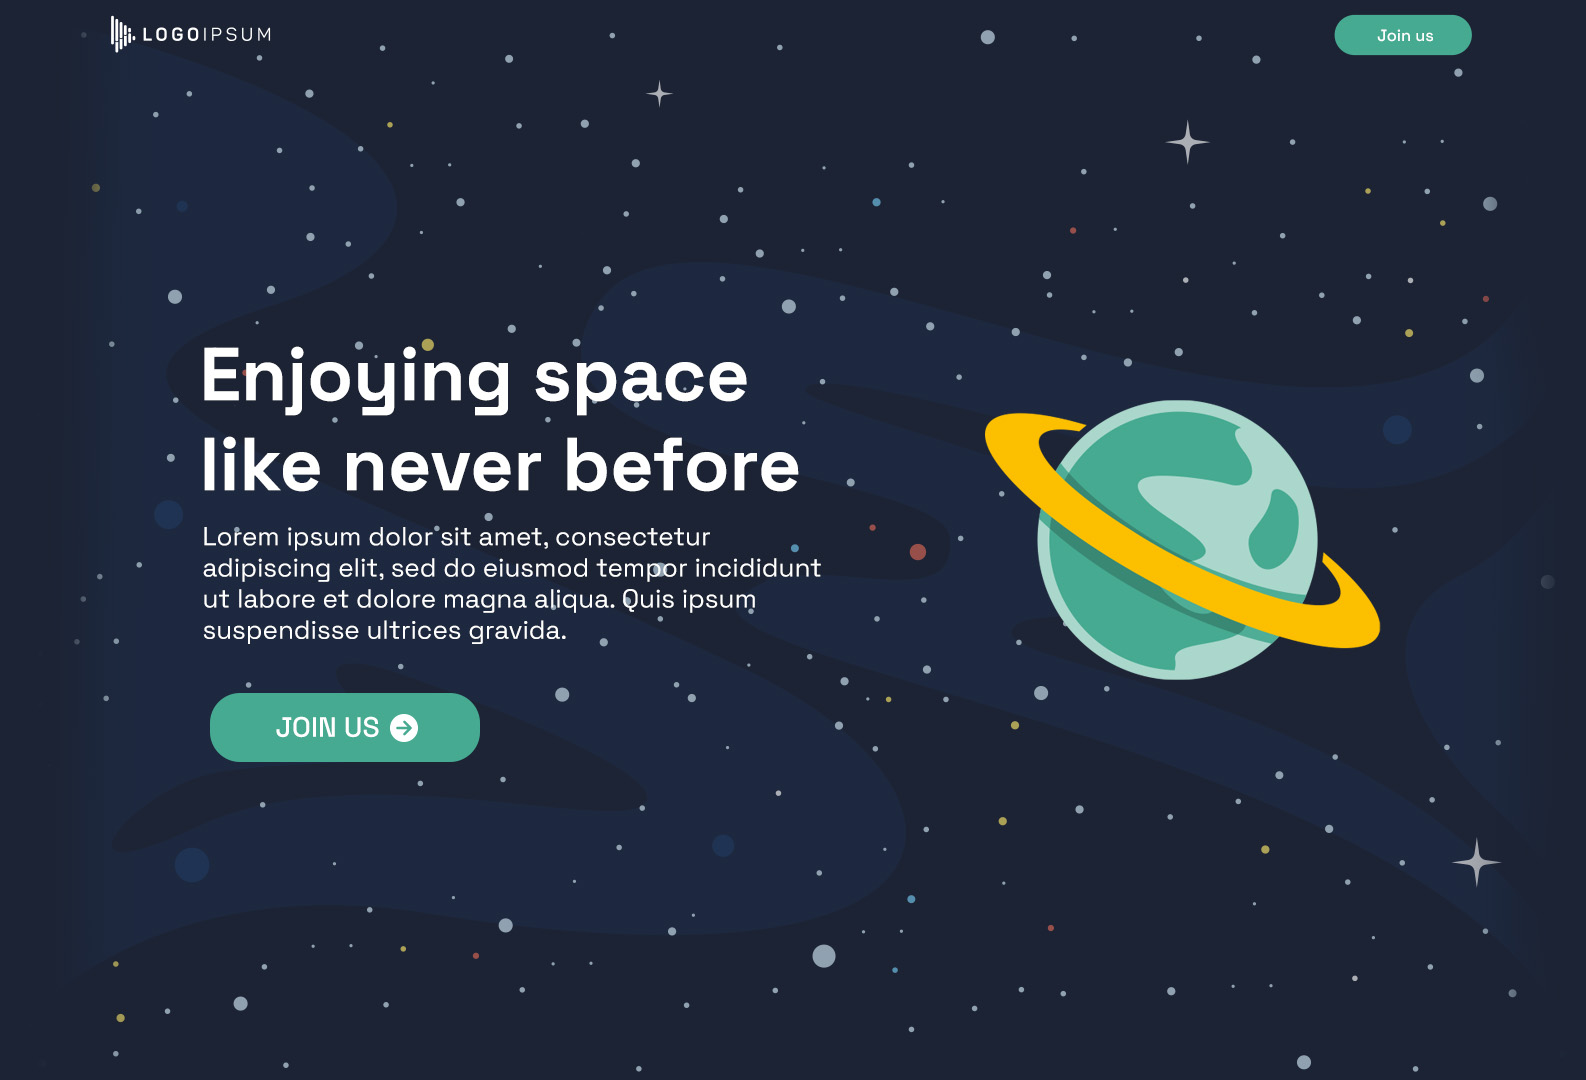 LOGOIPSUM
Join us
Enjoying space
like never before
Lorem ipsum dolor sit amet, consectetur
adipiscing elit, sed do eiusmod tempor incididunt
ut labore et dolore magna aliqua. Quis ipsum
suspendisse ultrices gravida.
JOIN US